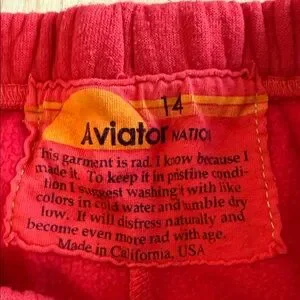 14
Aviator NATION
his garment is rad. I know because I
made it. To keep it in pristine condi-
tion I suggest washing it with like
colors in cold water and tumble dry
low. It will distress naturally and
become even more rad with age.
Made in California, USA